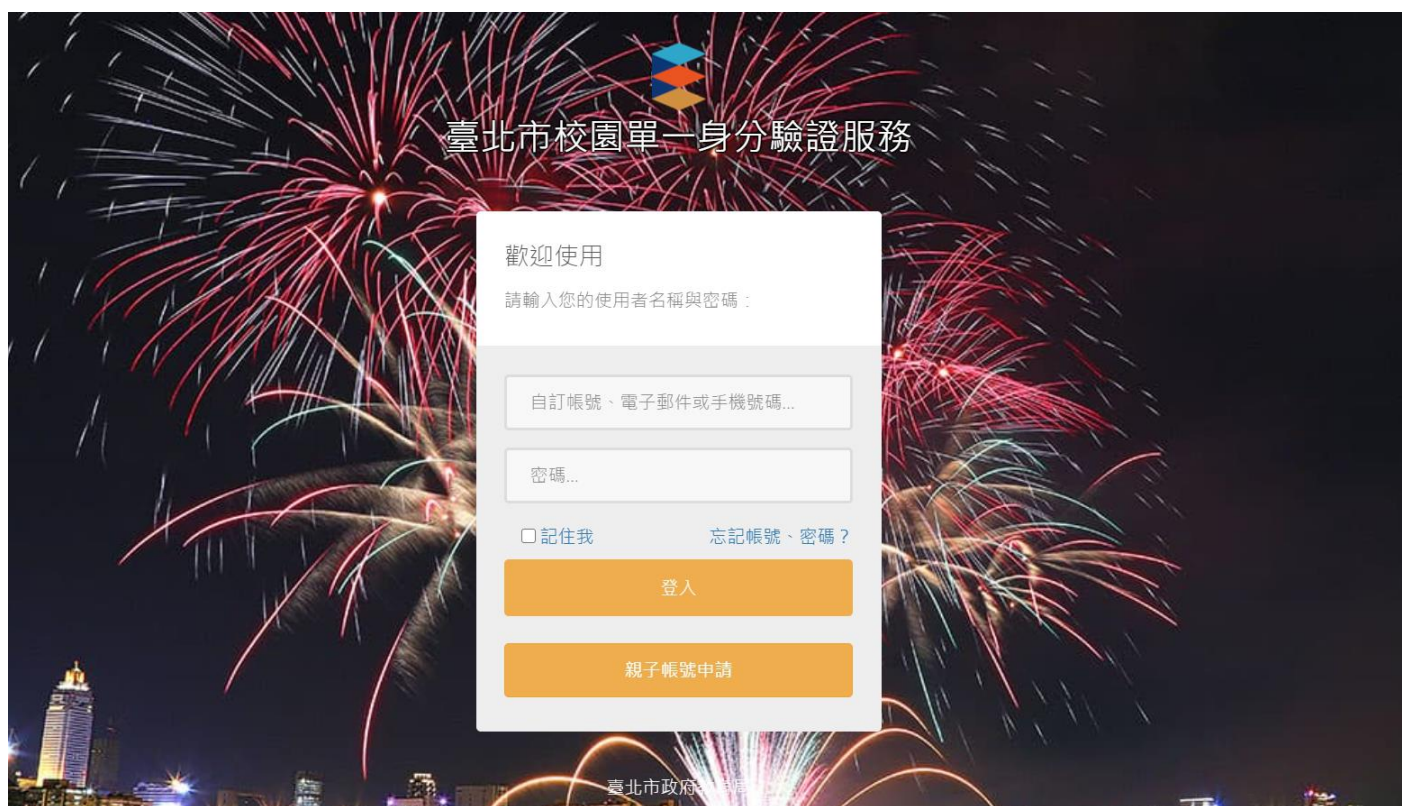 臺北市校園單一身分驗證服務
歡迎使用
請輸入您的使用者名稱與密碼：
自訂帳號、電子郵件或手機號碼...
密碼...
記住我 忘記帳號、密碼？
登入
親子帳號申請
臺北市政府